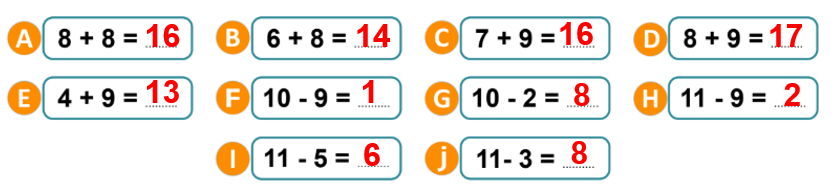 A 8 + 8 = 16 B 6 + 8 = 14 C 7 + 9 = 16 D 8 + 9 = 17
E 4 + 9 = 13 F 10 - 9 = 1 G 10 - 2 = 8 H 11 - 9 = 2
I 11 - 5 = 6 j 11- 3 = 8